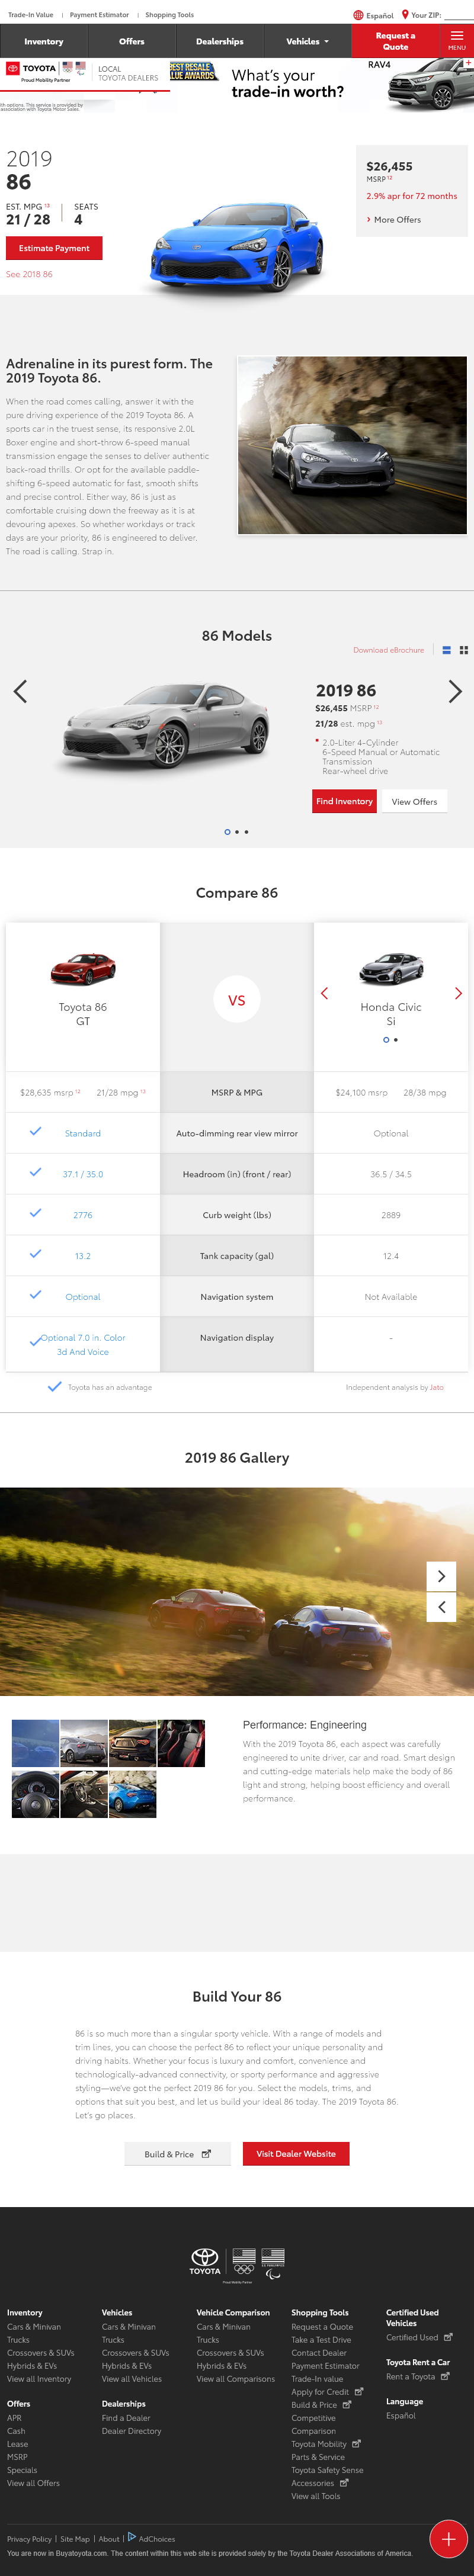 Trade-In Value | Payment Estimator | Shopping Tools
Español Your ZIP:
Inventory
Offers
Dealerships
Vehicles
Request a
Quote
MENU
TOYOTA
Proud Mobility Partner
LOCAL
TOYOTA DEALERS
BEST RESALE
VALUE AWARDS
What's your
trade-in worth?
RAV4
2019
86
EST. MPG 13
21 / 28
SEATS
4
Estimate Payment
See 2018 86
$26,455
MSRP 12
2.9% apr for 72 months
More Offers
Adrenaline in its purest form. The
2019 Toyota 86.
When the road comes calling, answer it with the
pure driving experience of the 2019 Toyota 86. A
sports car in the truest sense, its responsive 2.0L
Boxer engine and short-throw 6-speed manual
transmission engage the senses to deliver authentic
back-road thrills. Or opt for the available paddle-
shifting 6-speed automatic for fast, smooth shifts
and precise control. Either way, 86 is just as
comfortable cruising down the freeway as it is at
devouring apexes. So whether workdays or track
days are your priority, 86 is engineered to deliver.
The road is calling. Strap in.
86 Models
Download eBrochure
2019 86
$26,455 MSRP 12
21/28 est. mpg 13
2.0-Liter 4-Cylinder
6-Speed Manual or Automatic
Transmission
Rear-wheel drive
Find Inventory
View Offers
Compare 86
Toyota 86
GT
VS
Honda Civic
Si
$28,635 msrp 12 21/28 mpg 13 MSRP & MPG $24,100 msrp 28/38 mpg
Standard Auto-dimming rear view mirror Optional
37.1 / 35.0 Headroom (in) (front / rear) 36.5 / 34.5
2776 Curb weight (lbs) 2889
13.2 Tank capacity (gal) 12.4
Optional Navigation system Not Available
Optional 7.0 in. Color
3d And Voice
Navigation display -
Toyota has an advantage
Independent analysis by Jato
2019 86 Gallery
Performance: Engineering
With the 2019 Toyota 86, each aspect was carefully
engineered to unite driver, car and road. Smart design
and cutting-edge materials help make the body of 86
light and strong, helping boost efficiency and overall
performance.
Build Your 86
86 is so much more than a singular sporty vehicle. With a range of models and
trim lines, you can choose the perfect 86 to reflect your unique personality and
driving habits. Whether your focus is luxury and comfort, convenience and
technologically-advanced connectivity, or sporty performance and aggressive
styling—we've got the perfect 2019 86 for you. Select the models, trims, and
options that suit you best, and let us build your ideal 86 today. The 2019 Toyota 86.
Let's go places.
Build & Price
Visit Dealer Website
TOYOTA
Proud Mobility Partner
Inventory
Cars & Minivan
Trucks
Crossovers & SUVs
Hybrids & EVs
View all Inventory
Offers
APR
Cash
Lease
MSRP
Specials
View all Offers
Vehicles
Cars & Minivan
Trucks
Crossovers & SUVs
Hybrids & EVs
View all Vehicles
Dealerships
Find a Dealer
Dealer Directory
Vehicle Comparison
Cars & Minivan
Trucks
Crossovers & SUVs
Hybrids & EVs
View all Comparisons
Shopping Tools
Request a Quote
Take a Test Drive
Contact Dealer
Payment Estimator
Trade-In value
Apply for Credit
Build & Price
Competitive
Comparison
Toyota Mobility
Parts & Service
Toyota Safety Sense
Accessories
View all Tools
Certified Used
Vehicles
Certified Used
Toyota Rent a Car
Rent a Toyota
Language
Español
Privacy Policy | Site Map | About | AdChoices
You are now in Buyatoyota.com. The content within this web site is provided solely by the Toyota Dealer Associations of America.